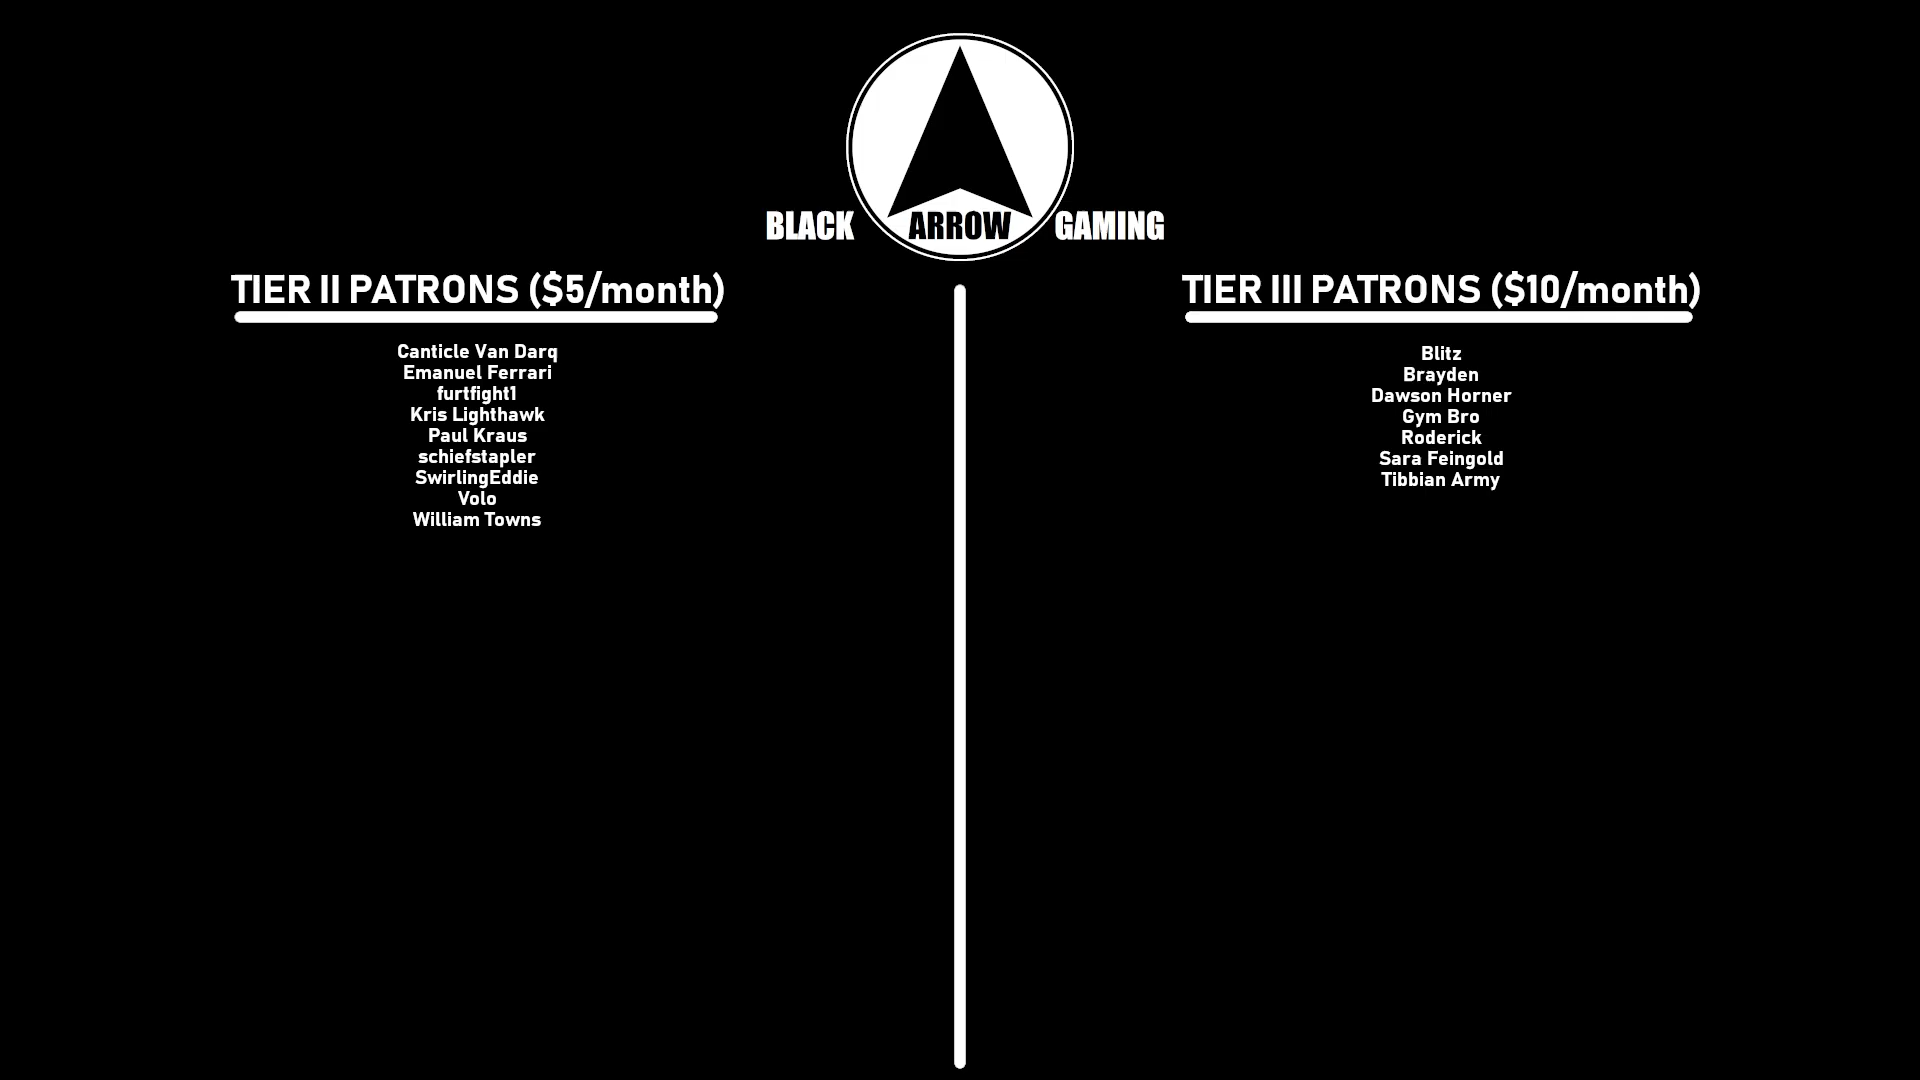 BLACK ARROW GAMING
TIER II PATRONS ($5/month)
Canticle Van Darq
Emanuel Ferrari
furtfight1
Kris Lighthawk
Paul Kraus
schiefstapler
SwirlingEddie
Volo
William Towns
TIER III PATRONS ($10/month)
Blitz
Brayden
Dawson Horner
Gym Bro
Roderick
Sara Feingold
Tibbian Army